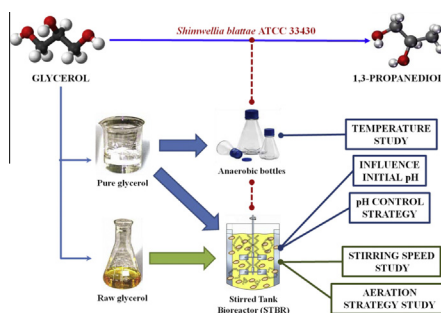 Shimwellia blattae ATCC 33430
GLYCEROL
1,3-PROPANEDIOL
TEMPERATURE
STUDY
Pure glycerol
Anaerobic bottles
INFLUENCE
INITIAL pH
pH CONTROL
STRATEGY
STIRRING SPEED
STUDY
Raw glycerol
Stirred Tank
Bioreactor (STBR)
AERATION
STRATEGY STUDY